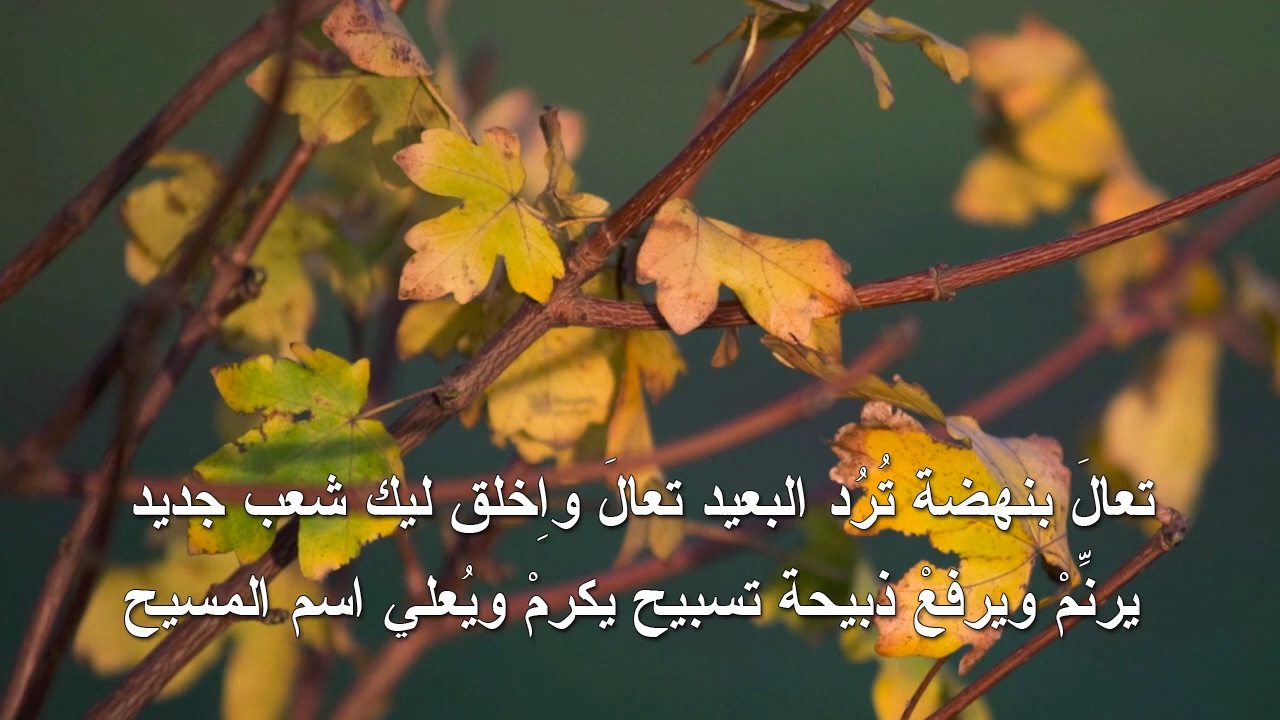 تعالَ بنهضة تُرُد البعيد تعالَ واِخلق ليك شعب جديد
يرنِّمْ ويرفعْ ذبيحة تسبيح يكرمْ ويُعلي اسم المسيح